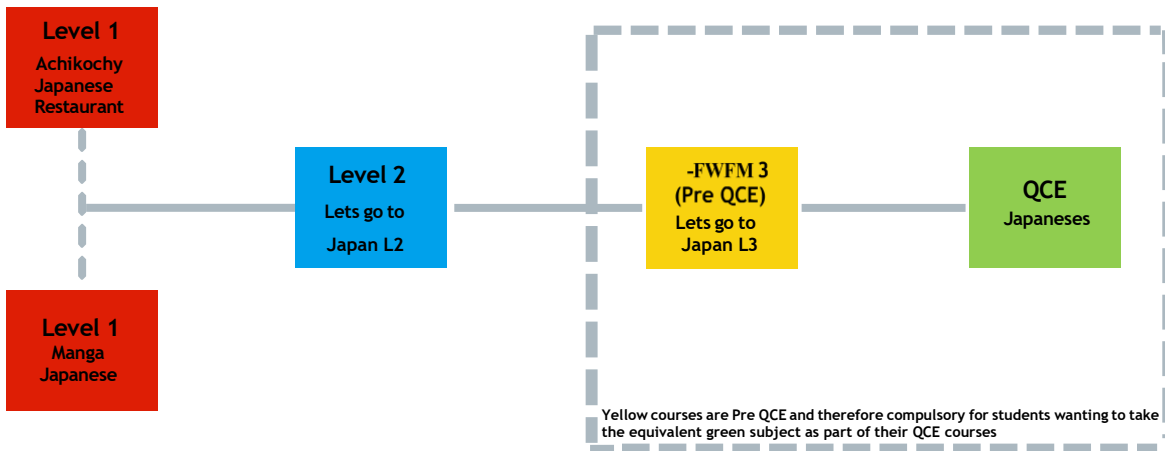 Level 1
Achikochy
Japanese
Restaurant
Level 1
Manga
Japanese
Level 2
Lets go to
Japan L2
-FWFM 3
(Pre QCE)
Lets go to
Japan L3
QCE
Japaneses
Yellow courses are Pre QCE and therefore compulsory for students wanting to take
the equivalent green subject as part of their QCE courses